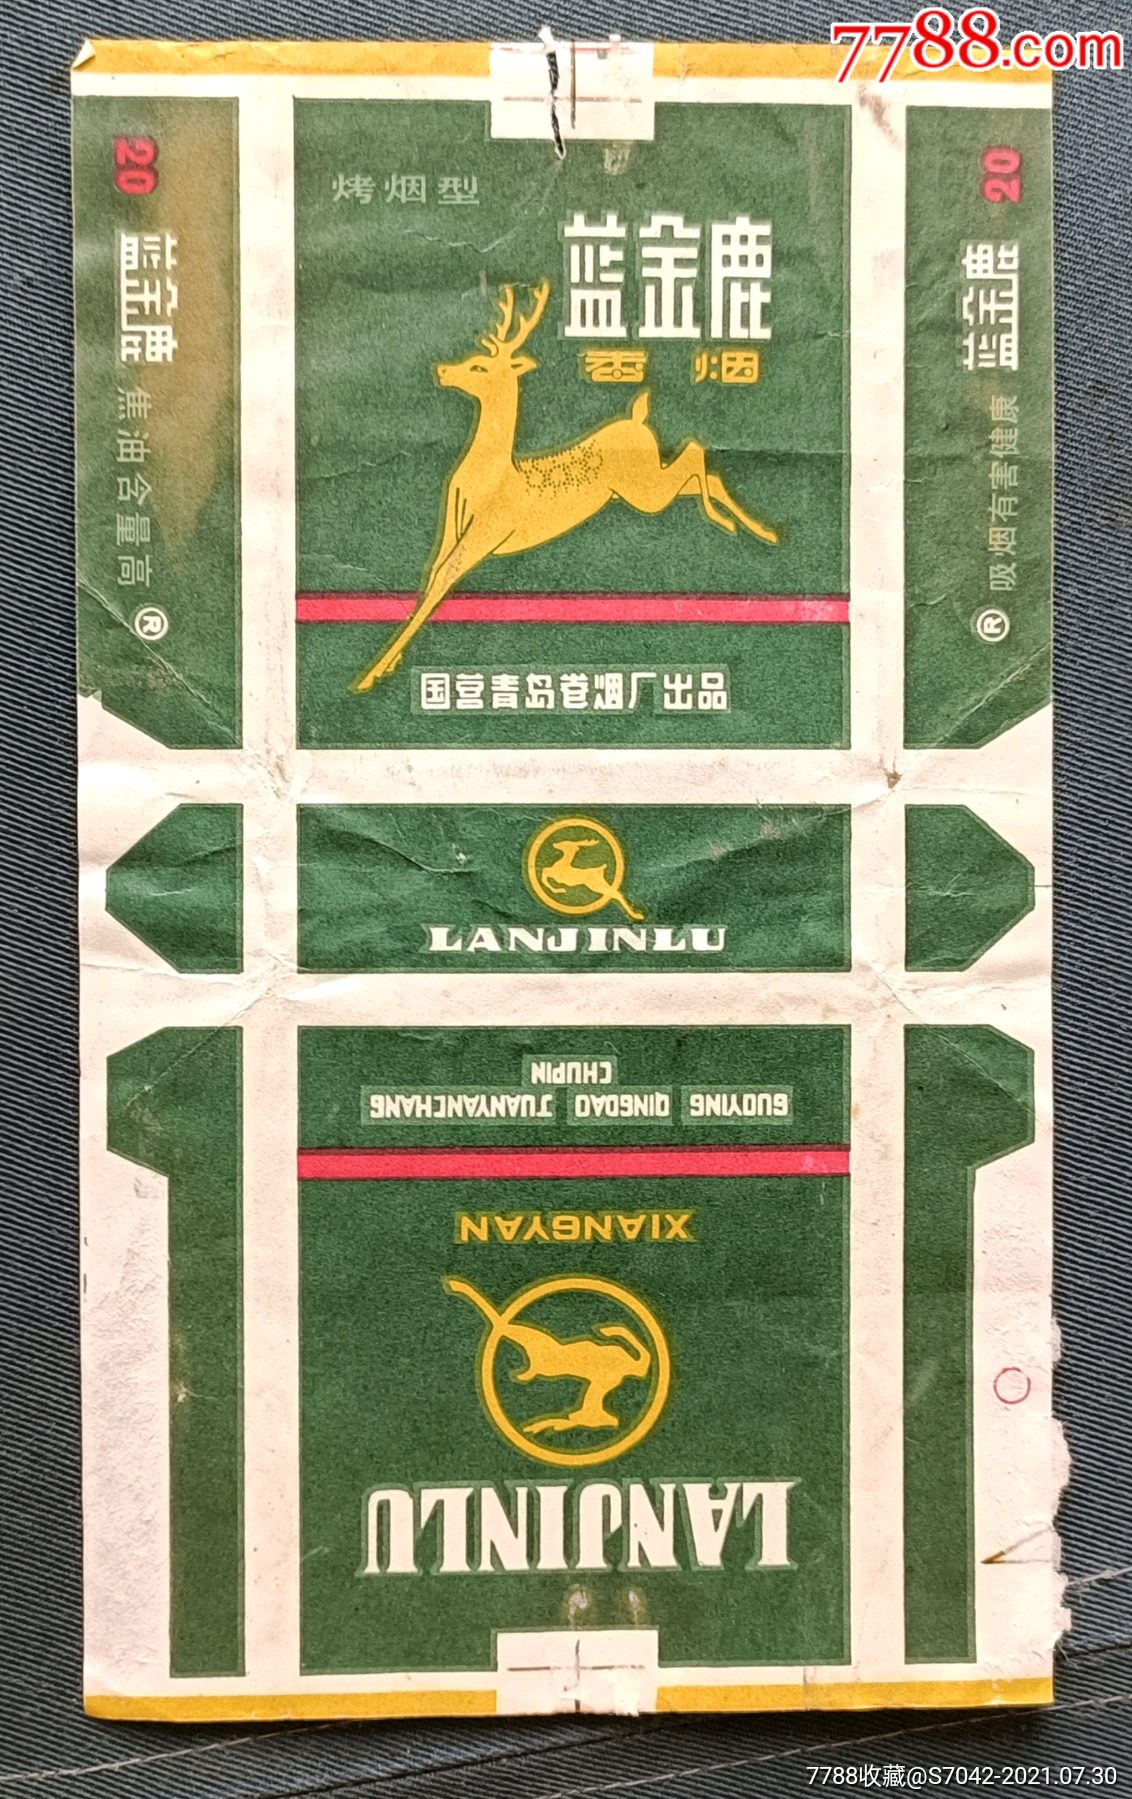 7788.com
烤烟型
蓝金鹿
香烟
国营青岛卷烟厂出品
20
蓝金鹿
焦油含量高
®
20
蓝金鹿
吸烟有害健康
®
LANJINLU
GUOYING QINGDAO JUANYANCHANG
CHUPIN
XIANGYAN
LANJINLU
7788收藏@S7042-2021.07.30